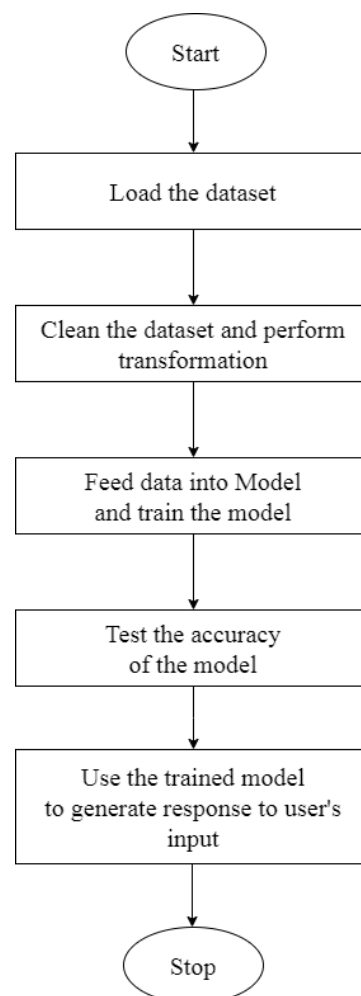 Start
Load the dataset
Clean the dataset and perform
transformation
Feed data into Model
and train the model
Test the accuracy
of the model
Use the trained model
to generate response to user's
input
Stop